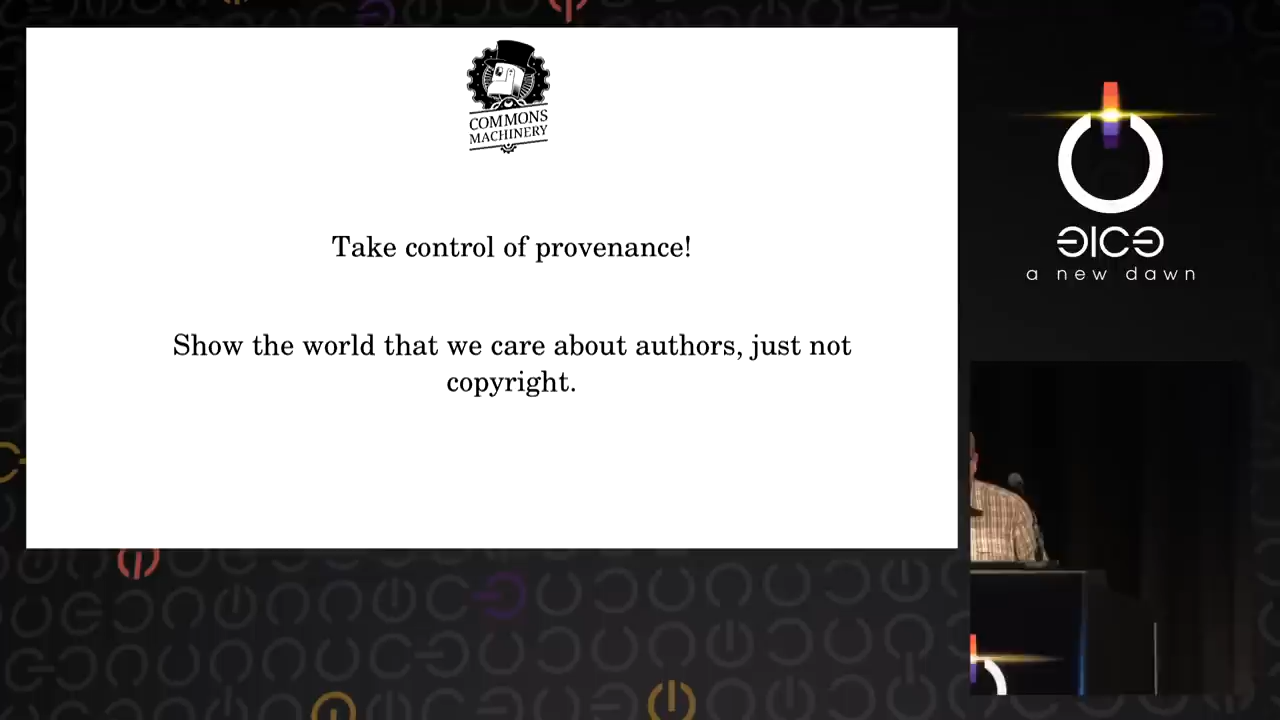 COMMONS
MACHINERY
Take control of provenance!
Show the world that we care about authors, just not
copyright.
a new dawn